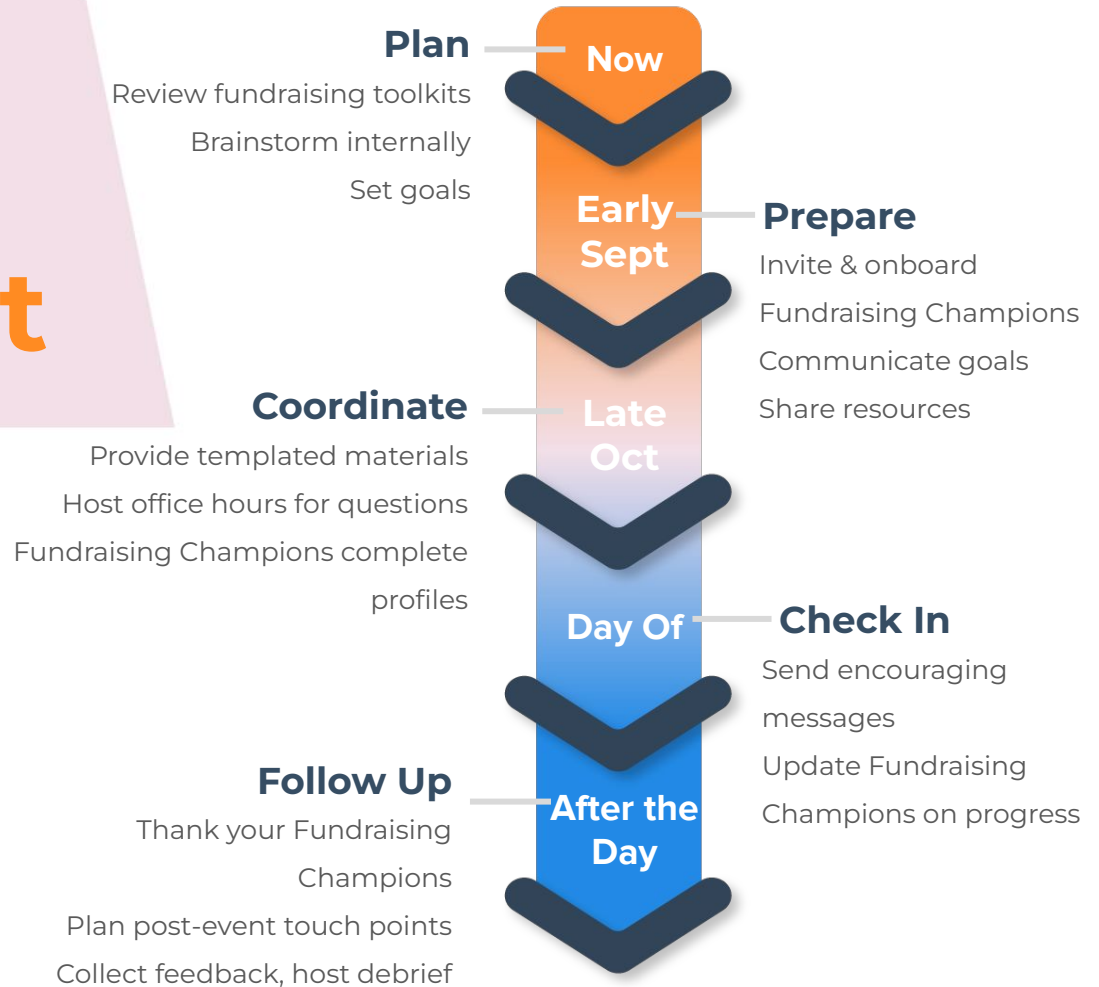 Plan
Now
Review fundraising toolkits
Brainstorm internally
Set goals
Early
Sept
Prepare
Invite & onboard
Fundraising Champions
Communicate goals
Share resources
t
Coordinate
Late
Oct
Provide templated materials
Host office hours for questions
Fundraising Champions complete
profiles
Day Of
Check In
Send encouraging
messages
Update Fundraising
Champions on progress
Follow Up
After the
Day
Thank your Fundraising
Champions
Plan post-event touch points
Collect feedback, host debrief